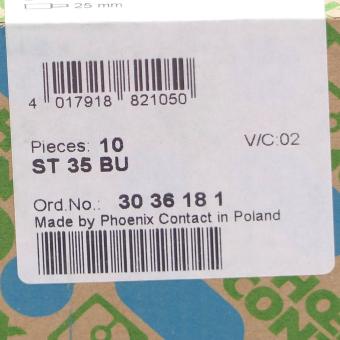 25 mm
4 017918 821050
Pieces: 10
V/C:02
ST 35 BU
Ord.No.: 30 36 18 1
Made by Phoenix Contact in Poland